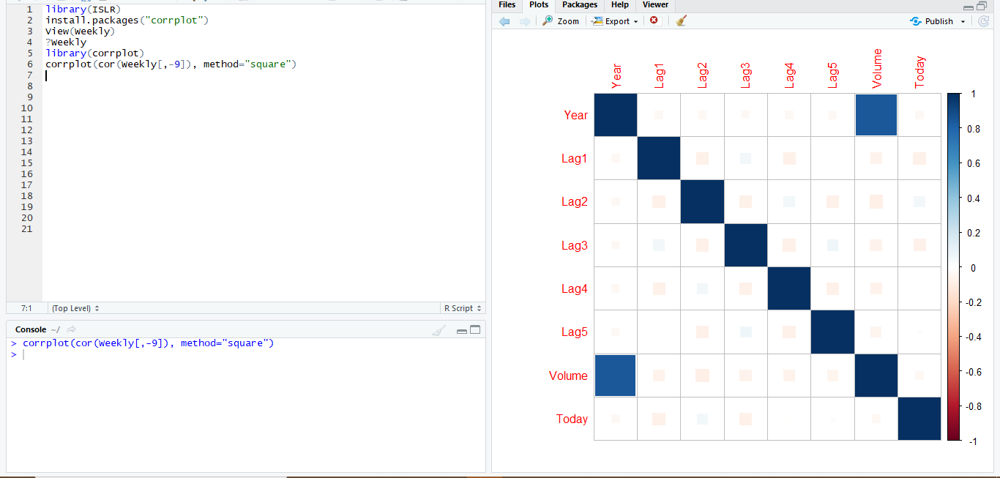 1 library(ISLR)
2 install.packages("corrplot")
3 View(Weekly)
4 ?Weekly
5 library(corrplot)
6 corrplot(cor(Weekly[,-9]), method="square")
7
8
9
10
11
12
13
14
15
16
17
18
19
20
21
7:1 (Top Level) R Script
Console ~/
> corrplot(cor(Weekly[,-9]), method="square")
>
Files Plots Packages Help Viewer
Zoom Export Publish
Year Lag1 Lag2 Lag3 Lag4 Lag5 Volume Today
Year
Lag1
Lag2
Lag3
Lag4
Lag5
Volume
Today
1
0.8
0.6
0.4
0.2
0
-0.2
-0.4
-0.6
-0.8
-1